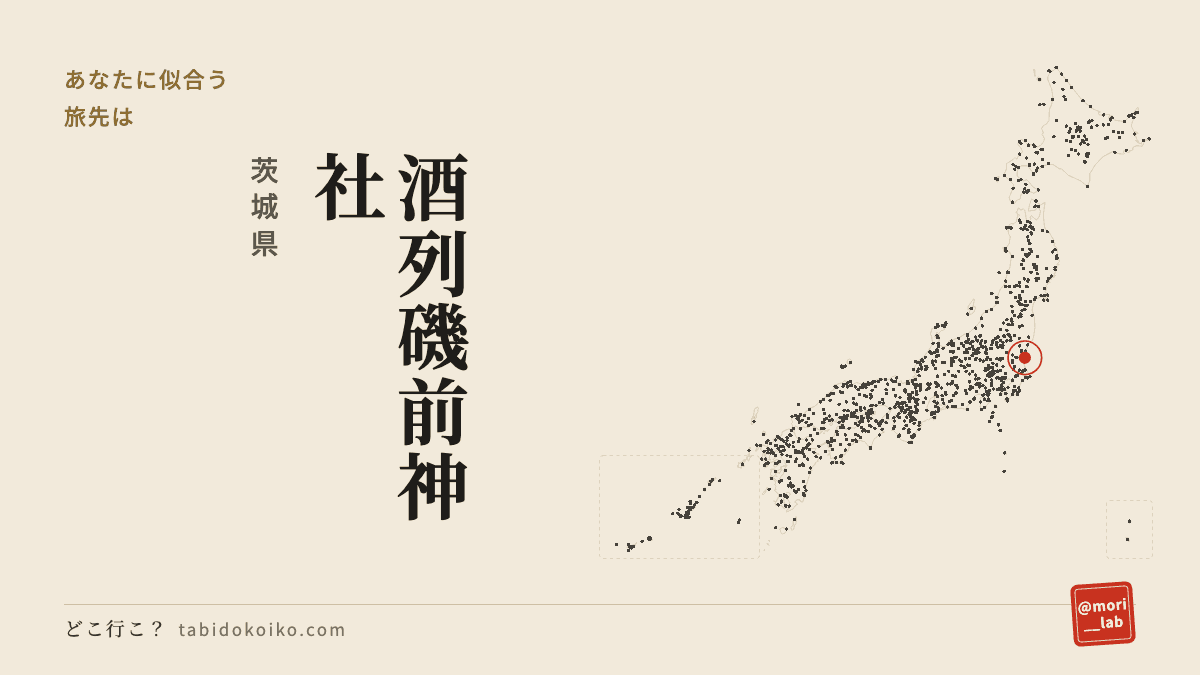 あなたに似合う
旅先は
酒列磯前神
社
茨城県
どこ行こ？ tabidokoiko.com
@mori
__lab